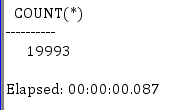 COUNT(*)
----------
19993
Elapsed: 00:00:00.087